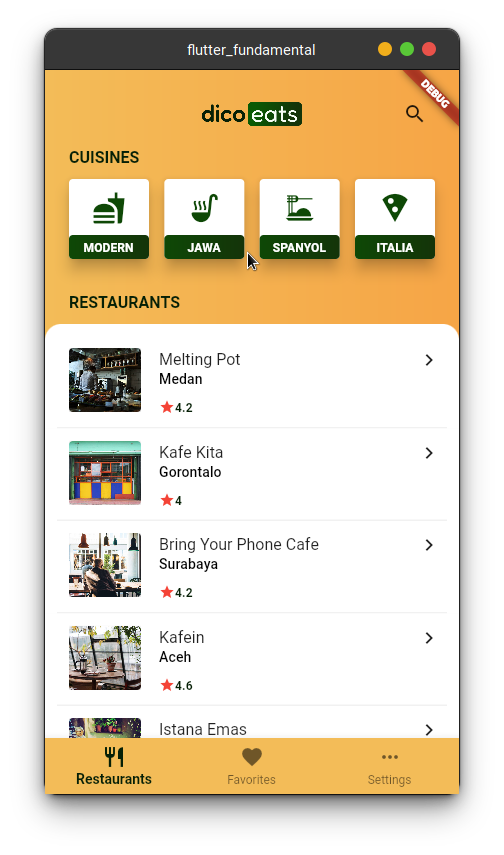 flutter_fundamental
DEBUG
dicoeats
CUISINES
MODERN
JAWA
SPANYOL
ITALIA
RESTAURANTS
Melting Pot
Medan
4.2
Kafe Kita
Gorontalo
4
Bring Your Phone Cafe
Surabaya
4.2
Kafein
Aceh
4.6
Istana Emas
Restaurants
Favorites
Settings